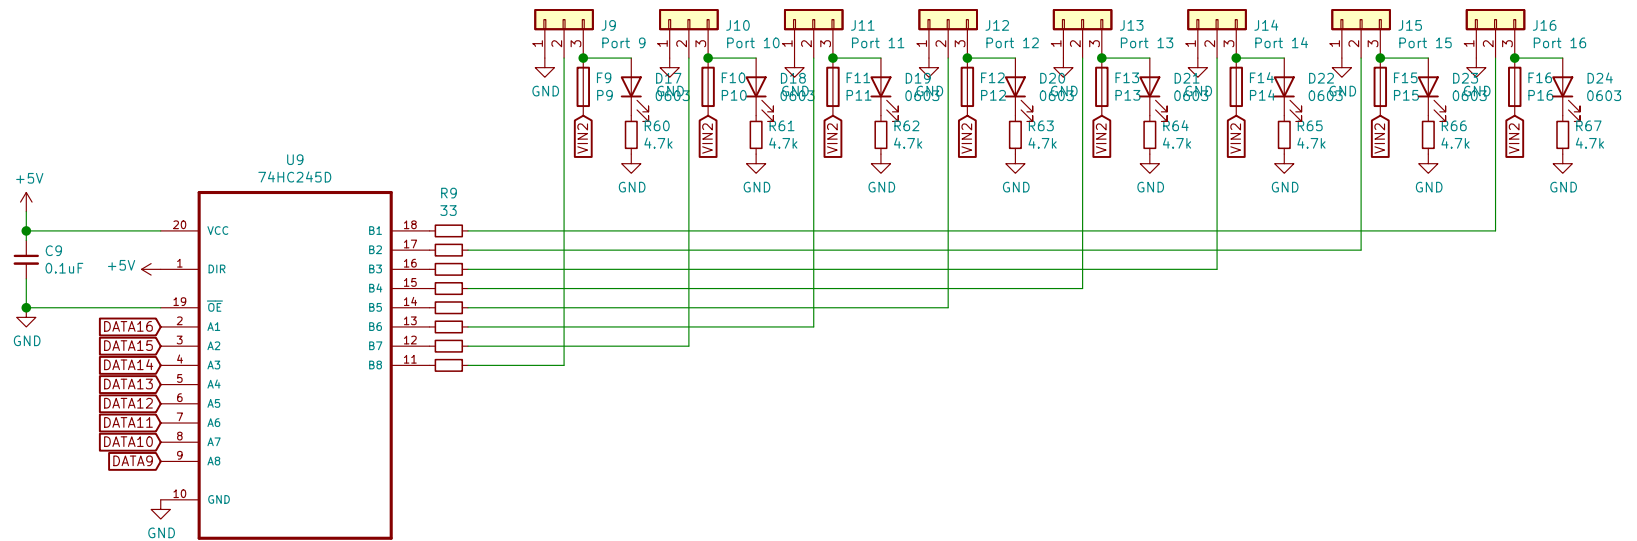 J9 J10 J11 J12 J13 J14 J15 J16
Port 9 Port 10 Port 11 Port 12 Port 13 Port 14 Port 15 Port 16
1 2 3 1 2 3 1 2 3 1 2 3 1 2 3 1 2 3 1 2 3 1 2 3
F9 D17 F10 D18 F11 D19 F12 D20 F13 D21 F14 D22 F15 D23 F16 D24
GND P9 0603 GND P10 0603 GND P11 0603 GND P12 0603 GND P13 0603 GND P14 0603 GND P15 0603 GND P16 0603
VIN2 R60 VIN2 R61 VIN2 R62 VIN2 R63 VIN2 R64 VIN2 R65 VIN2 R66 VIN2 R67
4.7k 4.7k 4.7k 4.7k 4.7k 4.7k 4.7k 4.7k
GND GND GND GND GND GND GND GND
U9
74HC245D
+5V
R9
33
20 VCC B1 18
B2 17
C9
0.1uF
+5V 1 DIR B3 16
B4 15
19 OE B5 14
GND
DATA16 2 A1 B6 13
DATA15 3 A2 B7 12
DATA14 4 A3 B8 11
DATA13 5 A4
DATA12 6 A5
DATA11 7 A6
DATA10 8 A7
DATA9 9 A8
10 GND
GND